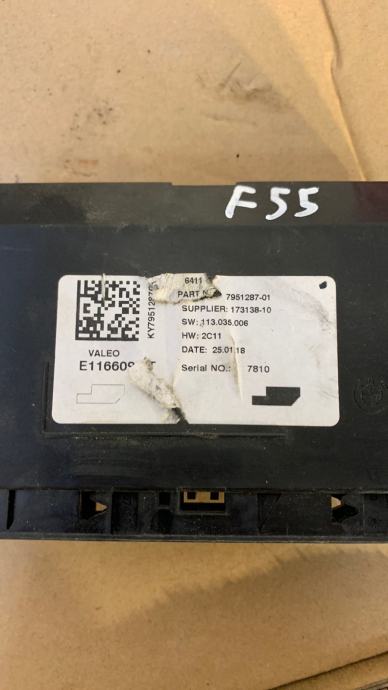 F55
6411
PART N 7951287-01
SUPPLIER: 173138-10
SW: 113.035.006
HW: 2C11
DATE: 25.01.18
Serial NO.: 7810
VALEO
E116609